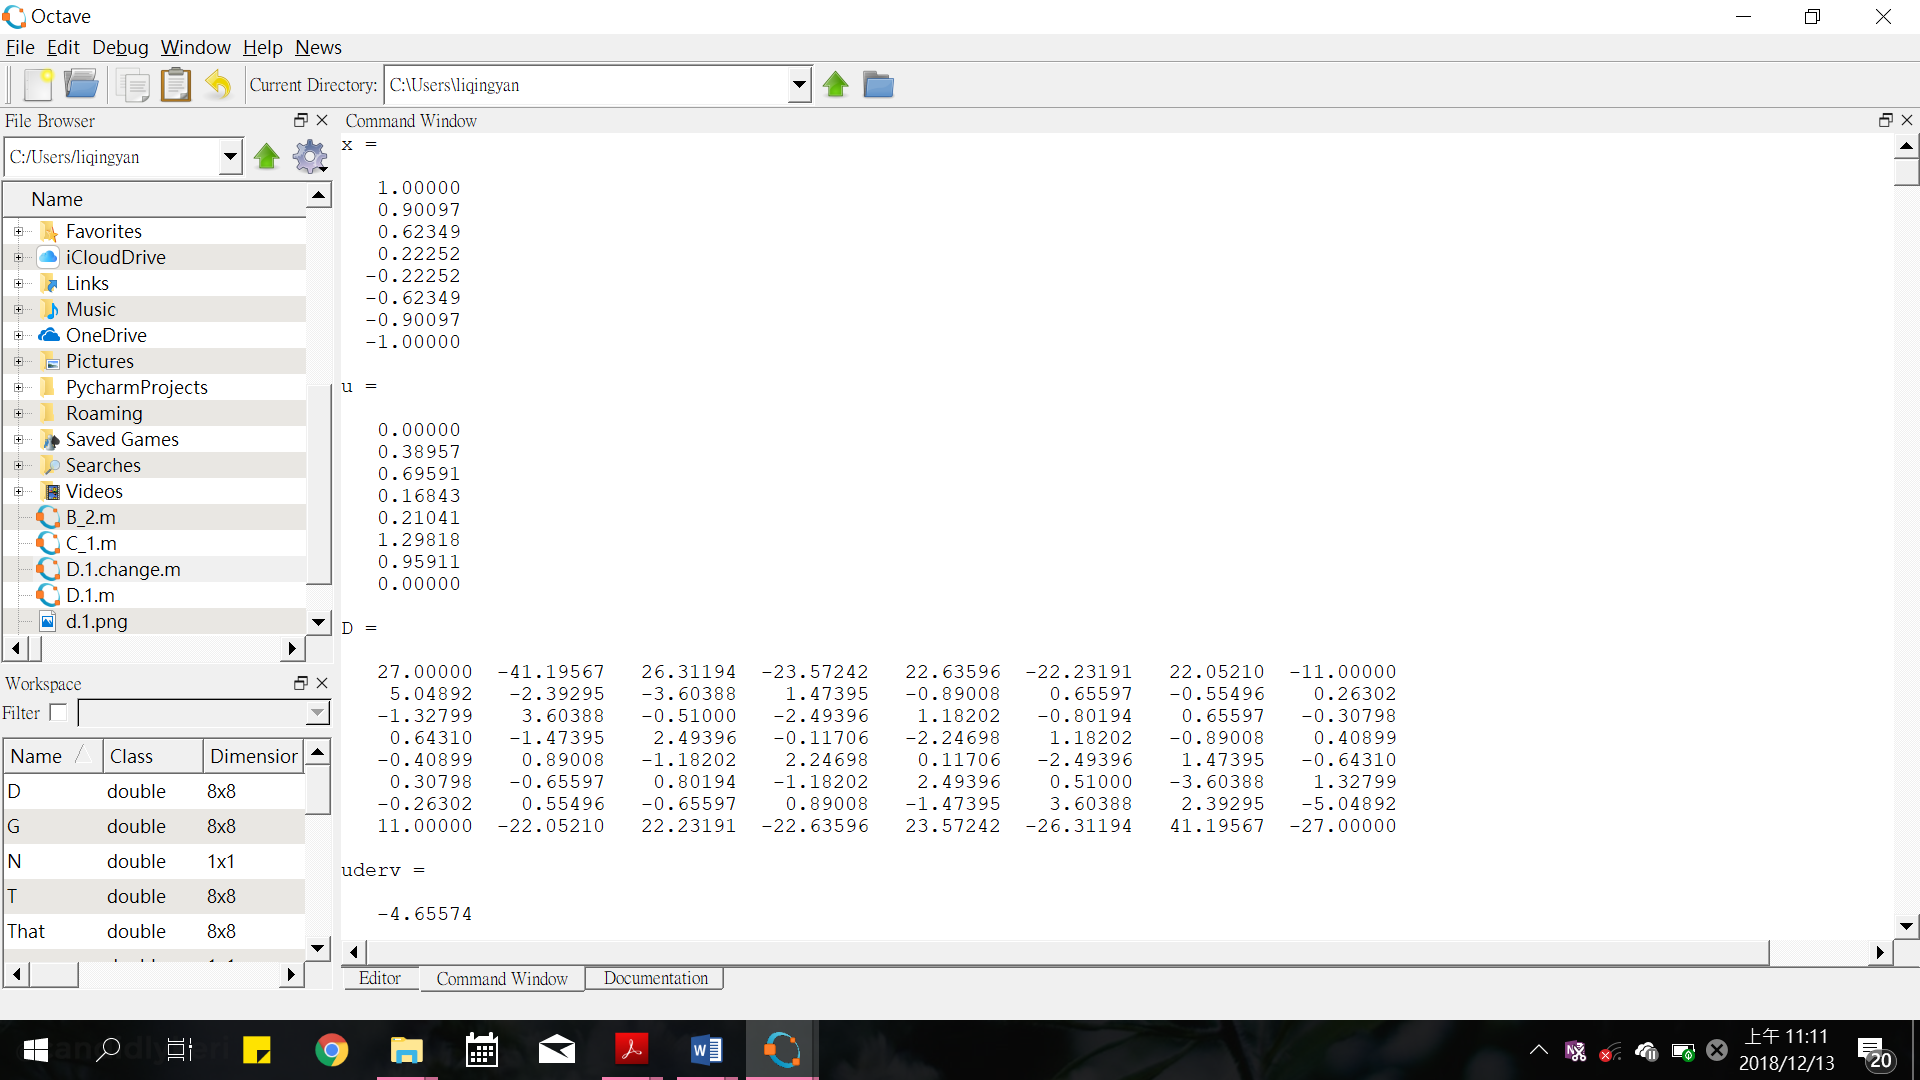 Octave
File Edit Debug Window Help News
Current Directory: C:\Users\liqingyan
File Browser
C:/Users/liqingyan
Name
Favorites
iCloudDrive
Links
Music
OneDrive
Pictures
PycharmProjects
Roaming
Saved Games
Searches
Videos
B_2.m
C_1.m
D.1.change.m
D.1.m
d.1.png
Workspace
Filter
Name Class Dimension
D double 8x8
G double 8x8
N double 1x1
T double 8x8
That double 8x8
Command Window
x =
1.00000
0.90097
0.62349
0.22252
-0.22252
-0.62349
-0.90097
-1.00000
u =
0.00000
0.38957
0.69591
0.16843
0.21041
1.29818
0.95911
0.00000
D =
27.00000 -41.19567 26.31194 -23.57242 22.63596 -22.23191 22.05210 -11.00000
5.04892 -2.39295 -3.60388 1.47395 -0.89008 0.65597 -0.55496 0.26302
-1.32799 3.60388 -0.51000 -2.49396 1.18202 -0.80194 0.65597 -0.30798
0.64310 -1.47395 2.49396 -0.11706 -2.24698 1.18202 -0.89008 0.40899
-0.40899 0.89008 -1.18202 2.24698 0.11706 -2.49396 1.47395 -0.64310
0.30798 -0.65597 0.80194 -1.18202 2.49396 0.51000 -3.60388 1.32799
-0.26302 0.55496 -0.65597 0.89008 -1.47395 3.60388 2.39295 -5.04892
11.00000 -22.05210 22.23191 -22.63596 23.57242 -26.31194 41.19567 -27.00000
uderv =
-4.65574
Editor Command Window Documentation
上午 11:11
2018/12/13
20